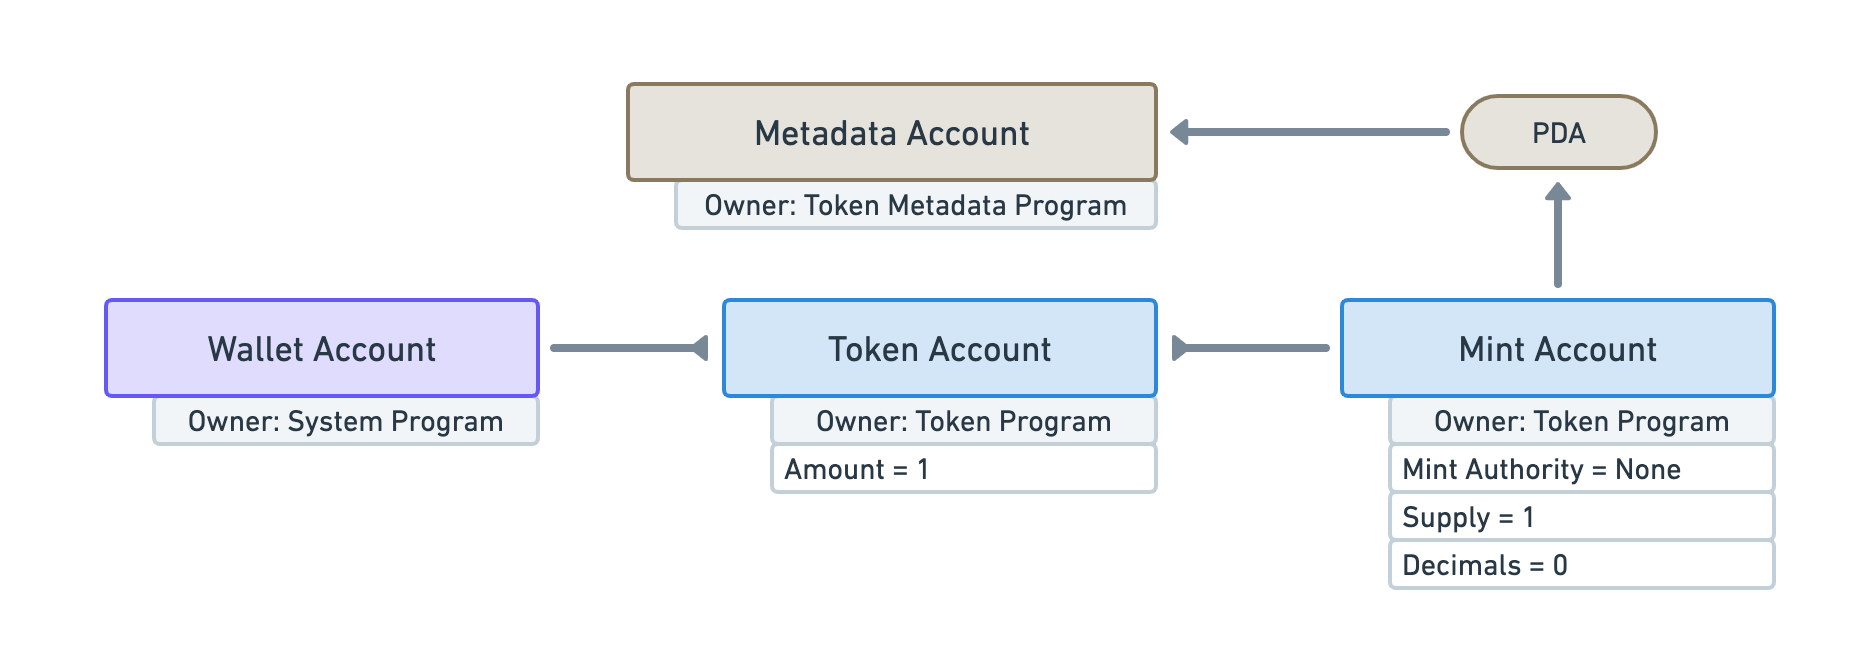 Metadata Account
PDA
Owner: Token Metadata Program
Wallet Account
Owner: System Program
Token Account
Owner: Token Program
Amount = 1
Mint Account
Owner: Token Program
Mint Authority = None
Supply = 1
Decimals = 0